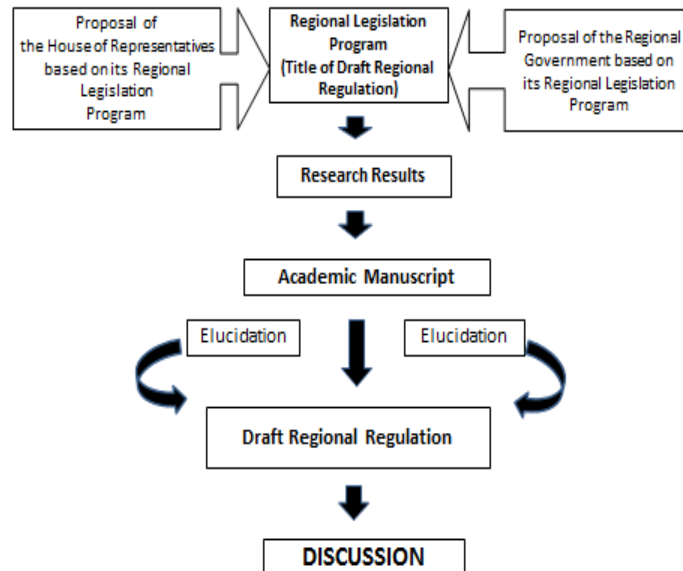 Proposal of
the House of Representatives
based on its Regional
Legislation
Program
Regional Legislation
Program
(Title of Draft Regional
Regulation)
Proposal of the Regional
Government based on
its Regional Legislation
Program
Research Results
Academic Manuscript
Elucidation
Elucidation
Draft Regional Regulation
DISCUSSION